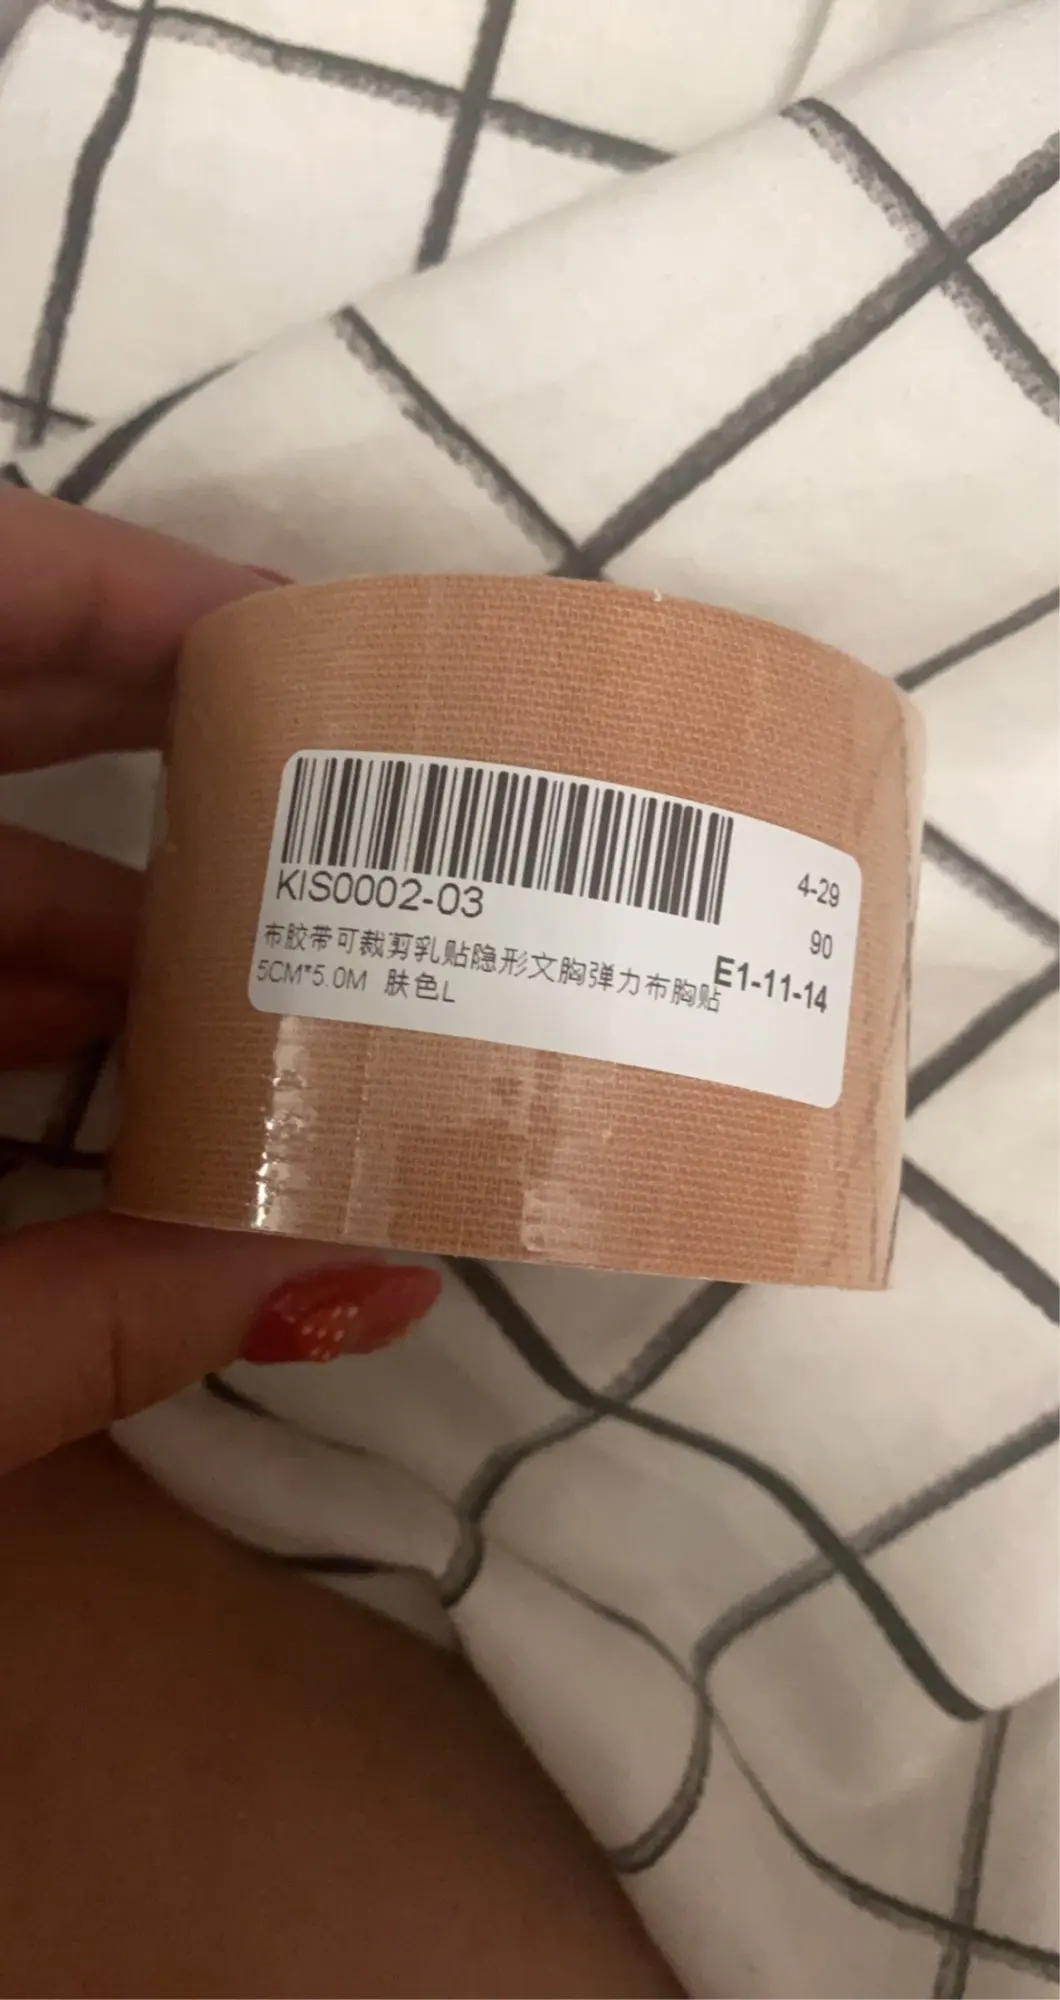 KIS0002-03
4-29
90
布胶带可裁剪乳贴隐形文胸弹力布胸贴
E1-11-14
5CM*5.0M 肤色L